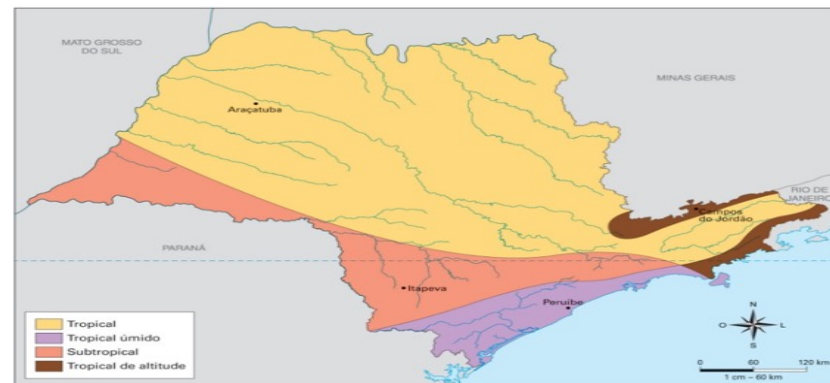 MATO GROSSO
DO SUL
MINAS GERAIS
Araçatuba
RIO DE
JANEIRO
Campos
do Jordão
PARANÁ
Itapeva
Peruíbe
Tropical
Tropical úmido
Subtropical
Tropical de altitude
N
O
L
S
0 60 120 km
1 cm – 60 km